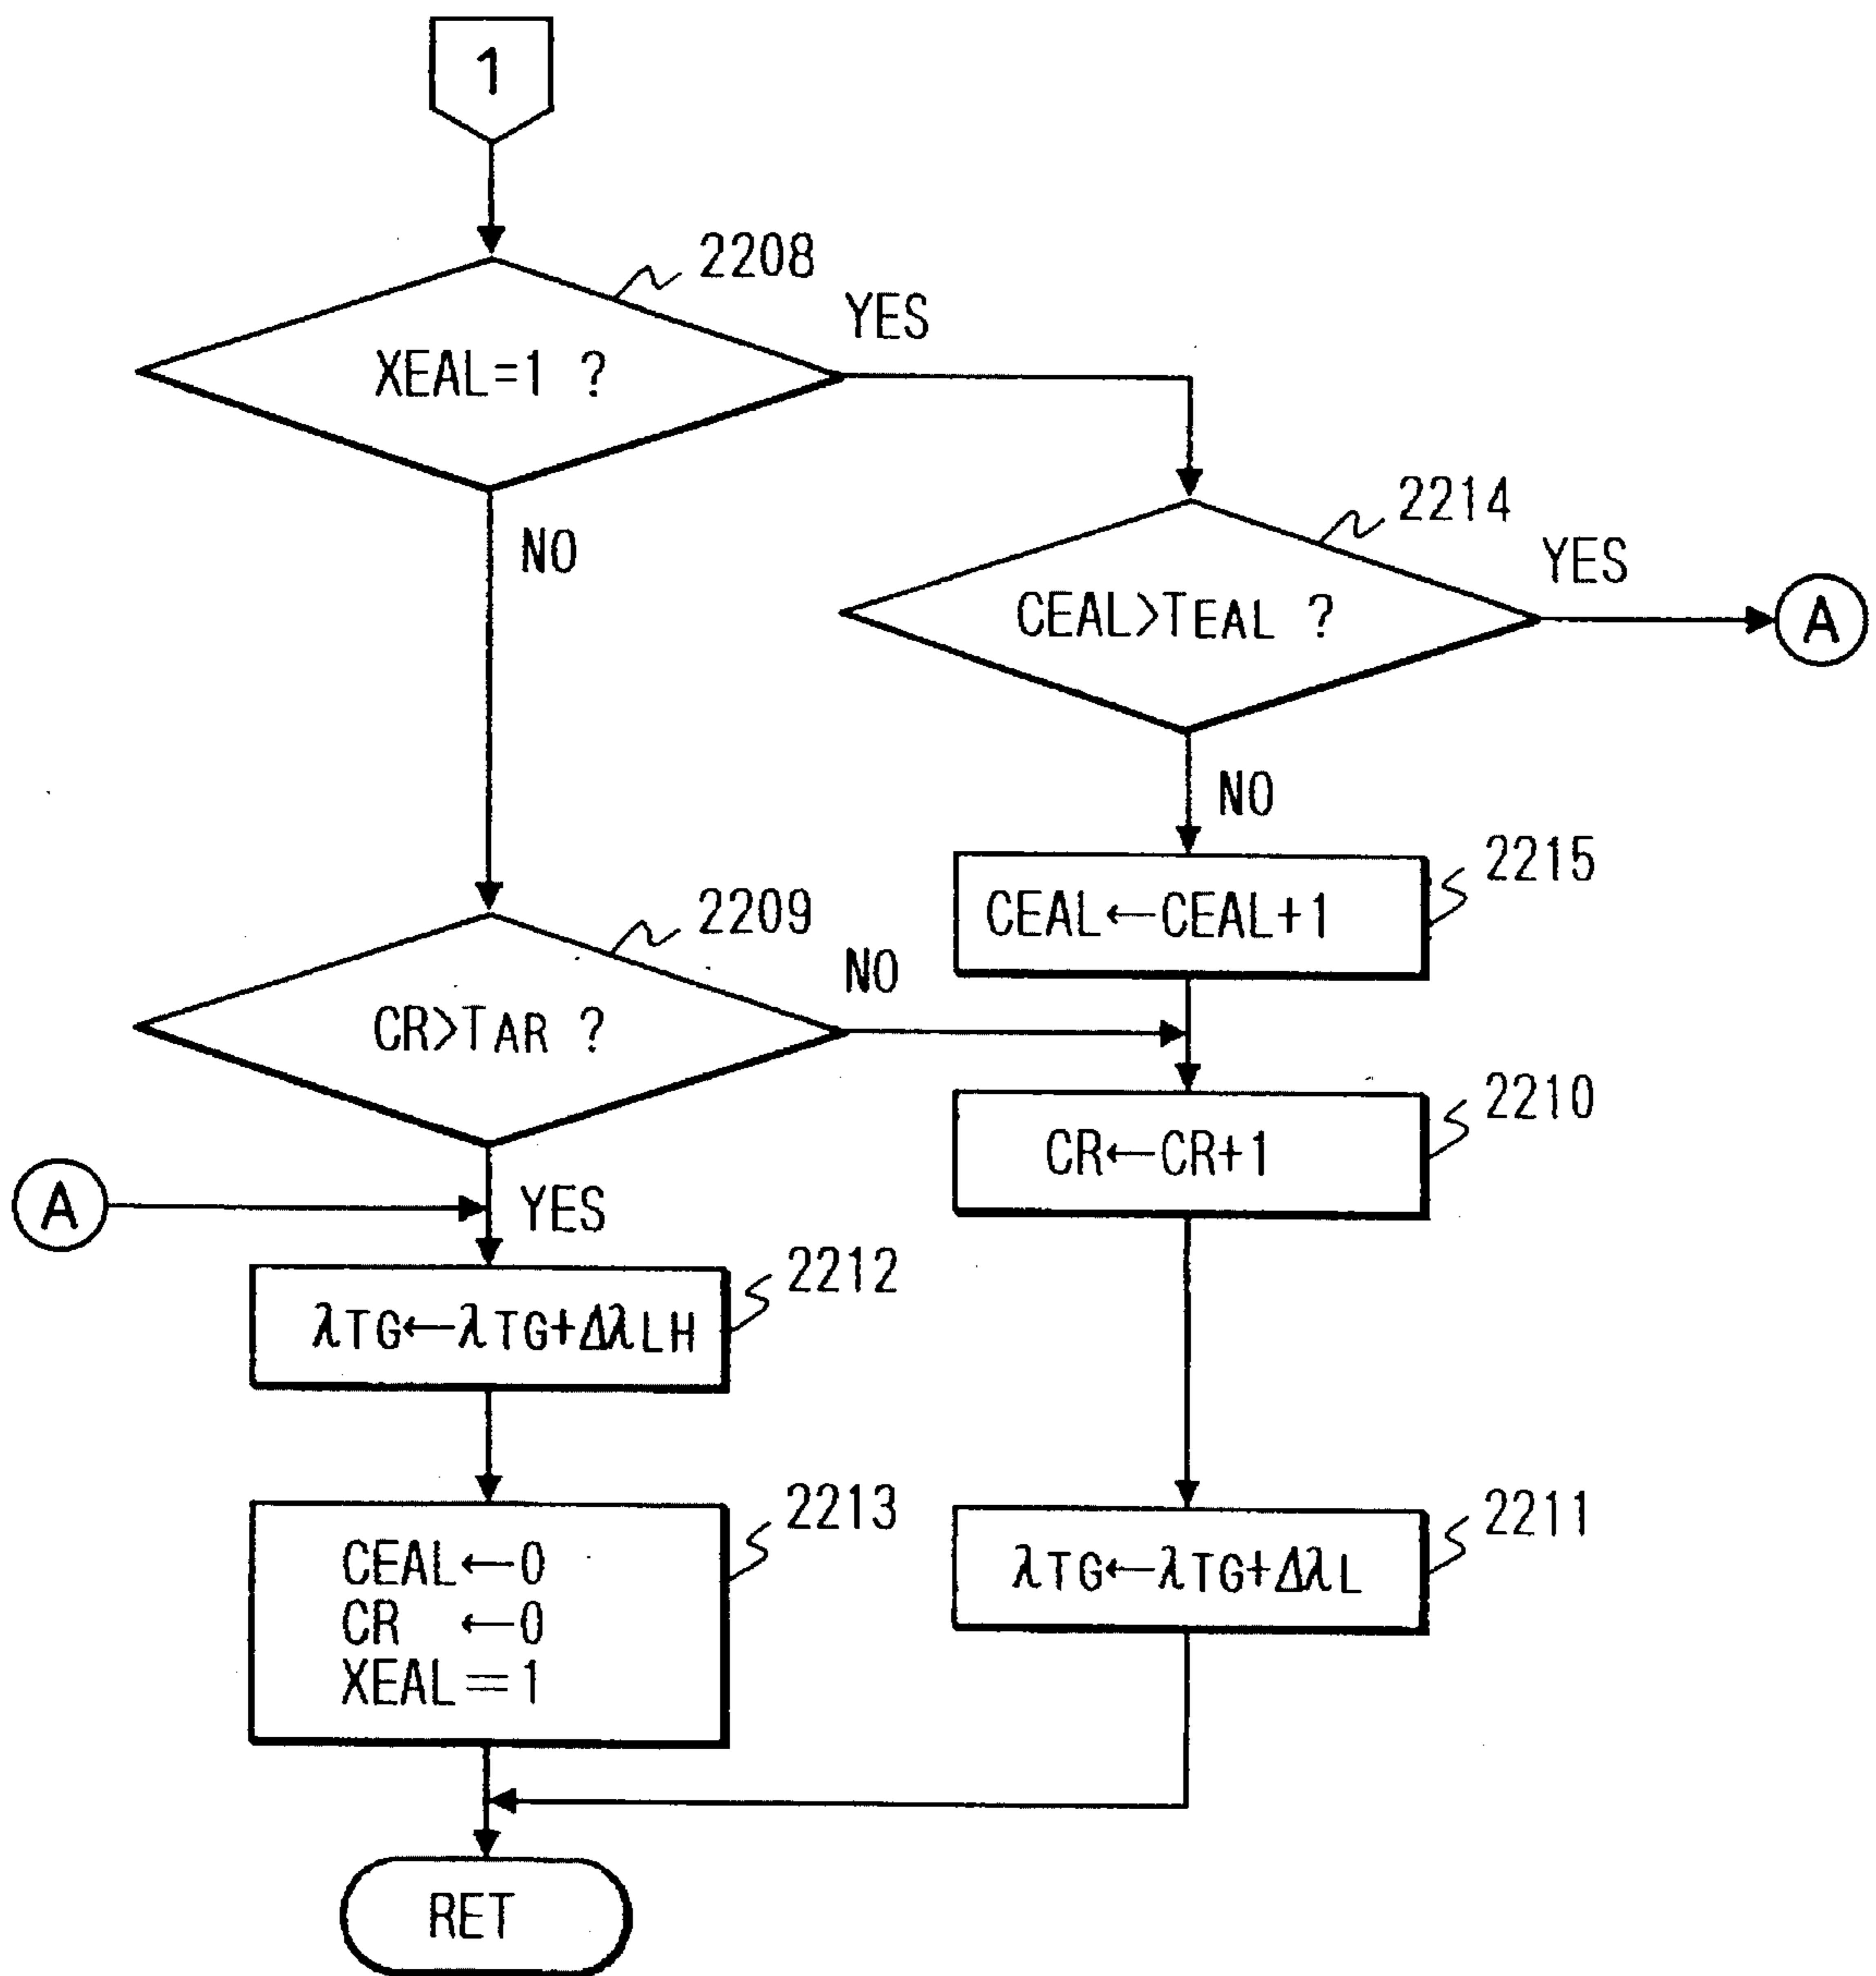 1
2208
YES
XEAL=1 ?
NO
2214
YES
CEAL>TEAL ?
A
NO
2215
CEAL←CEAL+1
2209
NO
CR>TAR ?
2210
CR←CR+1
A
YES
2212
λTG←λTG+ΔλLH
2213
CEAL←0
CR ←0
XEAL=1
2211
λTG←λTG+ΔλL
RET